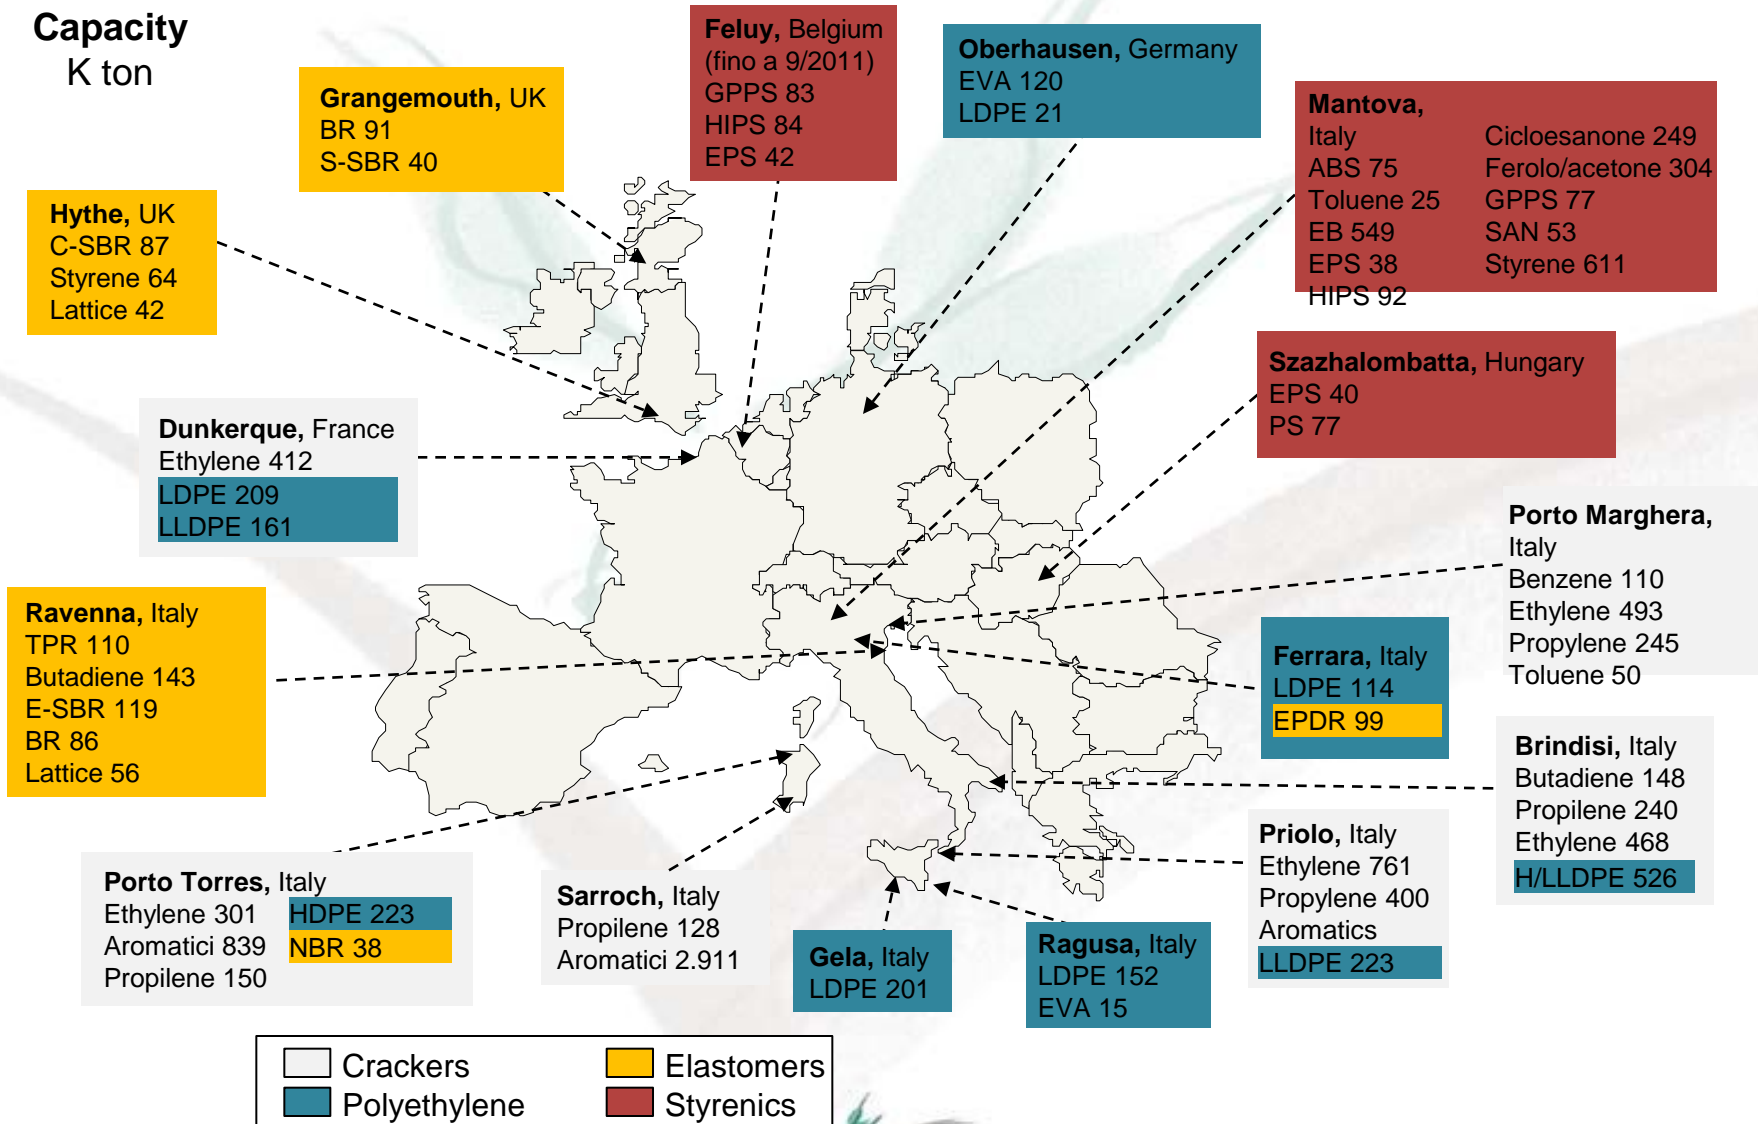 Capacity
K ton
Grangemouth, UK
BR 91
S-SBR 40
Feluy, Belgium
(fino a 9/2011)
GPPS 83
HIPS 84
EPS 42
Oberhausen, Germany
EVA 120
LDPE 21
Mantova,
Italy
ABS 75
Toluene 25
EB 549
EPS 38
HIPS 92
Cicloesanone 249
Ferolo/acetone 304
GPPS 77
SAN 53
Styrene 611
Hythe, UK
C-SBR 87
Styrene 64
Lattice 42
Szazhalombatta, Hungary
EPS 40
PS 77
Dunkerque, France
Ethylene 412
LDPE 209
LLDPE 161
Porto Marghera,
Italy
Benzene 110
Ethylene 493
Propylene 245
Toluene 50
Ravenna, Italy
TPR 110
Butadiene 143
E-SBR 119
BR 86
Lattice 56
Ferrara, Italy
LDPE 114
EPDR 99
Brindisi, Italy
Butadiene 148
Propilene 240
Ethylene 468
H/LLDPE 526
Priolo, Italy
Ethylene 761
Propylene 400
Aromatics
LLDPE 223
Porto Torres, Italy
Ethylene 301 HDPE 223
Aromatici 839 NBR 38
Propilene 150
Sarroch, Italy
Propilene 128
Aromatici 2.911
Gela, Italy
LDPE 201
Ragusa, Italy
LDPE 152
EVA 15
Crackers
Elastomers
Polyethylene
Styrenics